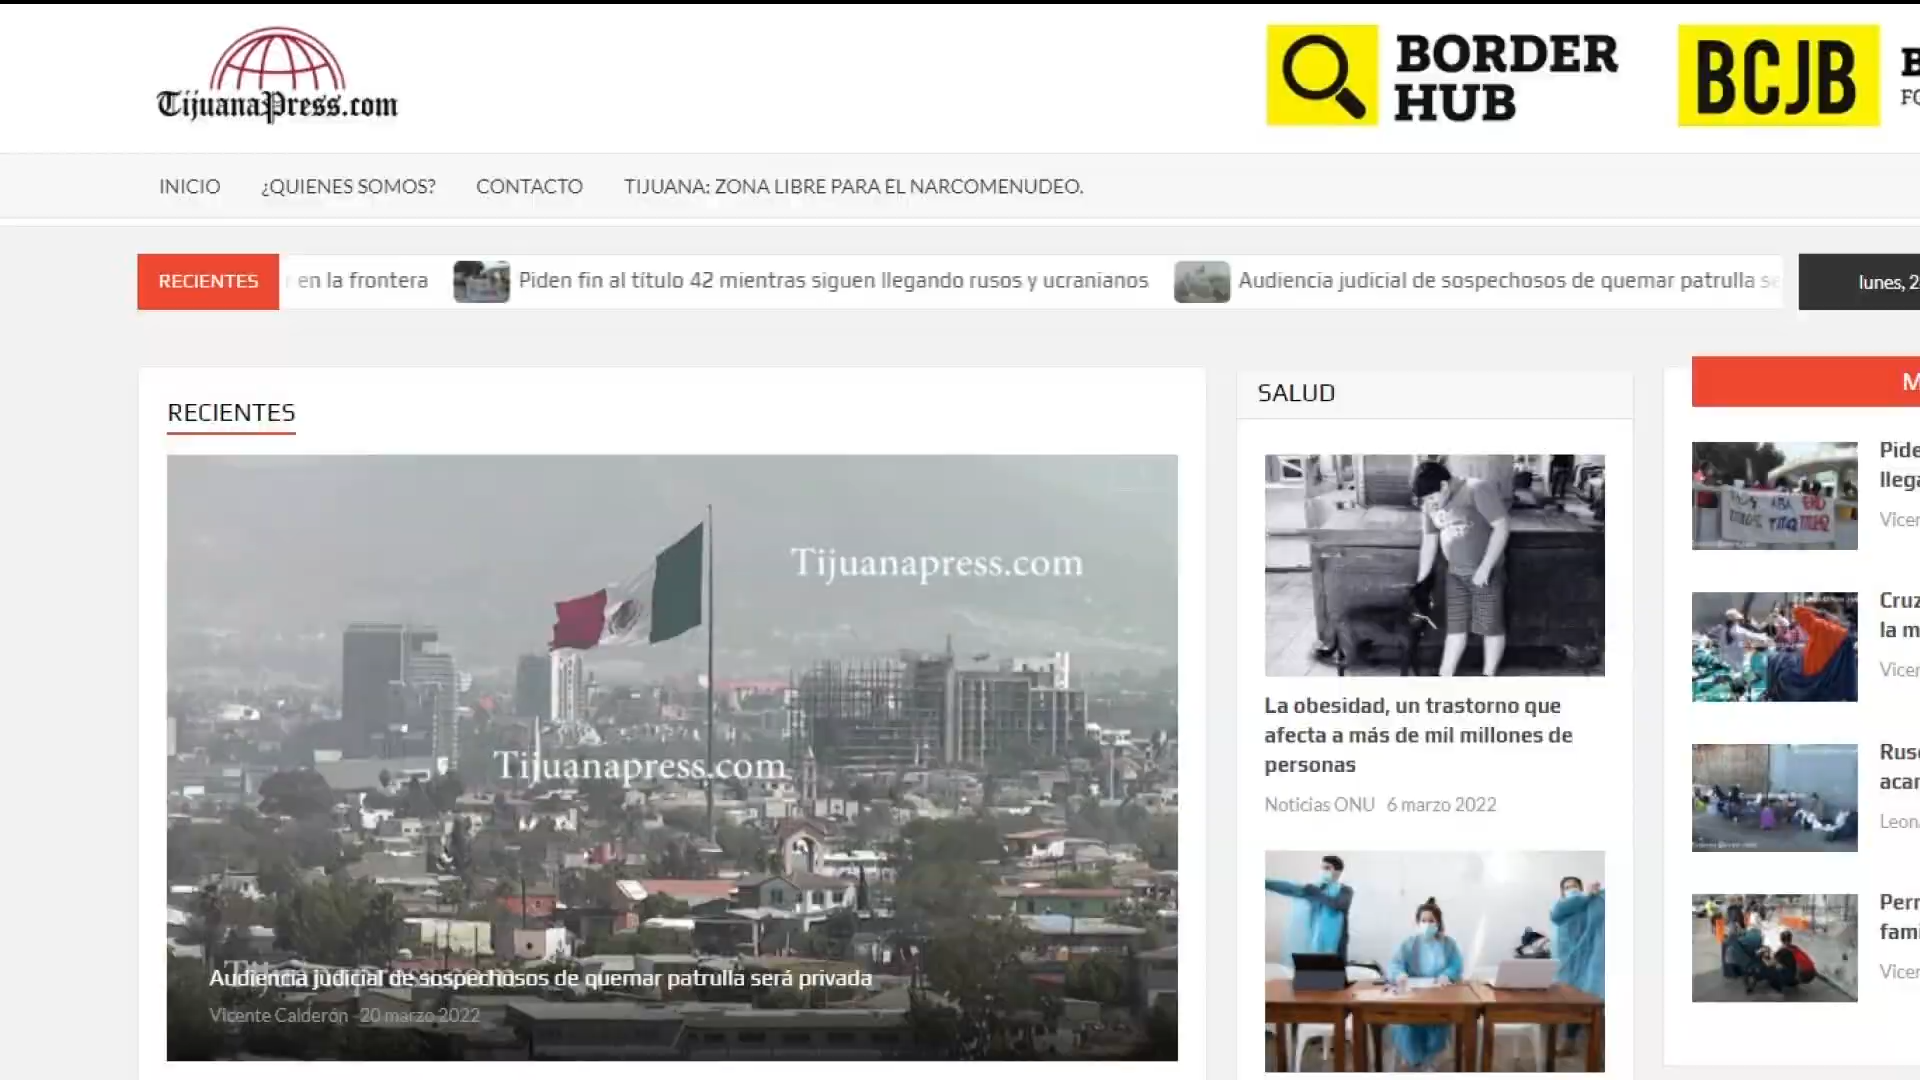 TijuanaPress.com
BORDER
HUB
BCJB
INICIO
¿QUIENES SOMOS?
CONTACTO
TIJUANA: ZONA LIBRE PARA EL NARCOMENUDEO.
RECIENTES
en la frontera
Piden fin al título 42 mientras siguen llegando rusos y ucranianos
Audiencia judicial de sospechosos de quemar patrulla
lunes,
RECIENTES
Tijuanapress.com
Tijuanapress.com
Audiencia judicial de sospechosos de quemar patrulla será privada
Vicente Calderón 20 marzo 2022
SALUD
La obesidad, un trastorno que
afecta a más de mil millones de
personas
Noticias ONU 6 marzo 2022
la